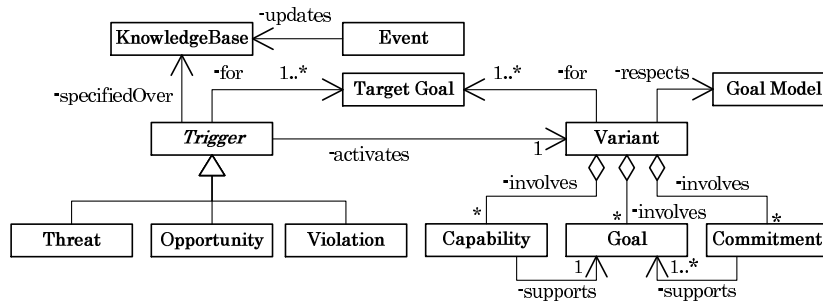 -updates
KnowledgeBase
Event
-for
1..*
1..*
-for
-respects
-specifiedOver
Target Goal
Goal Model
Trigger
-activates
1
Variant
-involves
-involves
-involves
*
*
*
Threat
Opportunity
Violation
Capability
Goal
Commitment
1
1..*
-supports
-supports